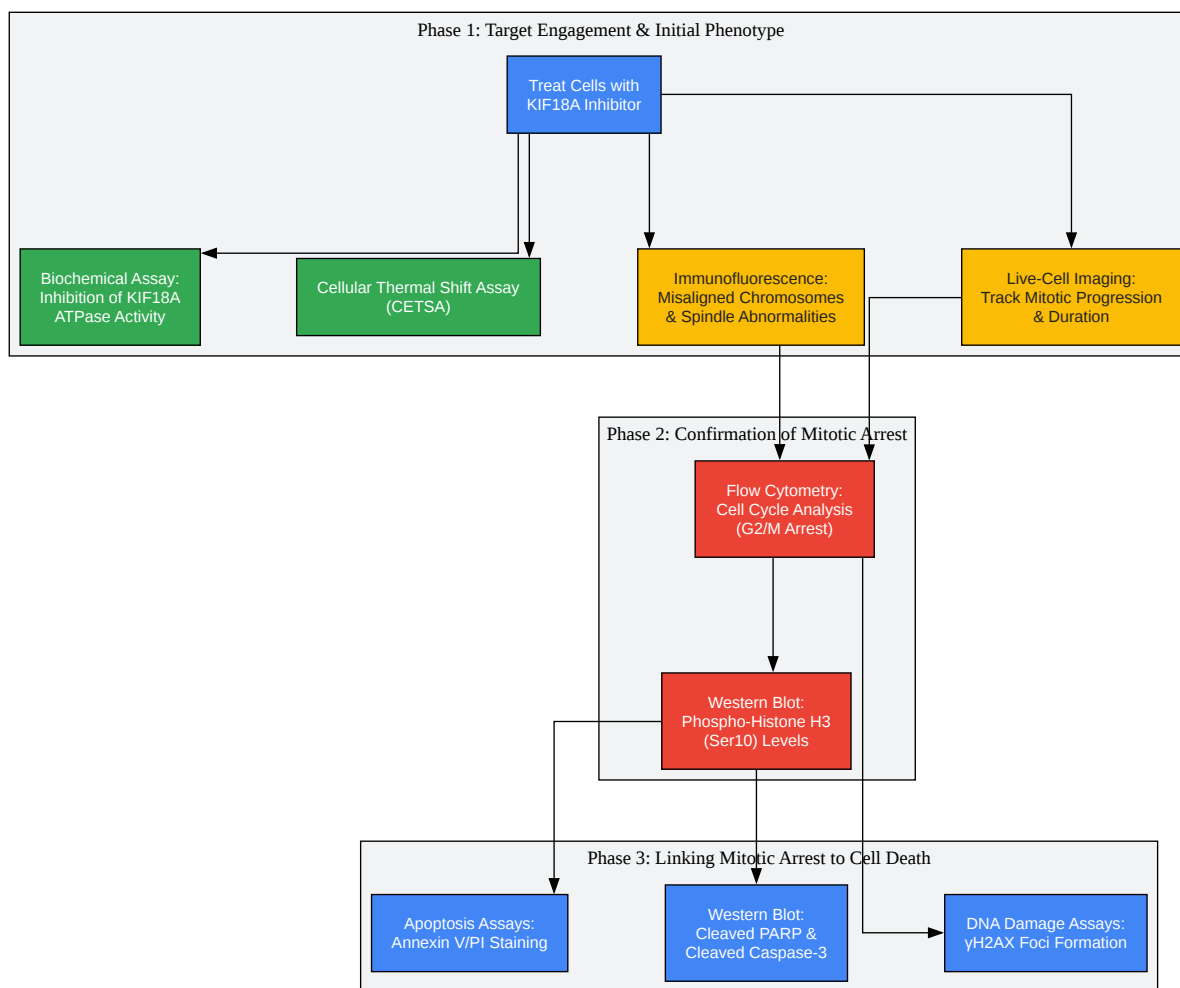 Phase 1: Target Engagement & Initial Phenotype
Treat Cells with
KIF18A Inhibitor
Biochemical Assay:
Inhibition of KIF18A
ATPase Activity
Cellular Thermal Shift Assay
(CETSA)
Immunofluorescence:
Misaligned Chromosomes
& Spindle Abnormalities
Live-Cell Imaging:
Track Mitotic Progression
& Duration
Phase 2: Confirmation of Mitotic Arrest
Flow Cytometry:
Cell Cycle Analysis
(G2/M Arrest)
Western Blot:
Phospho-Histone H3
(Ser10) Levels
Phase 3: Linking Mitotic Arrest to Cell Death
Apoptosis Assays:
Annexin V/PI Staining
Western Blot:
Cleaved PARP &
Cleaved Caspase-3
DNA Damage Assays:
γH2AX Foci Formation